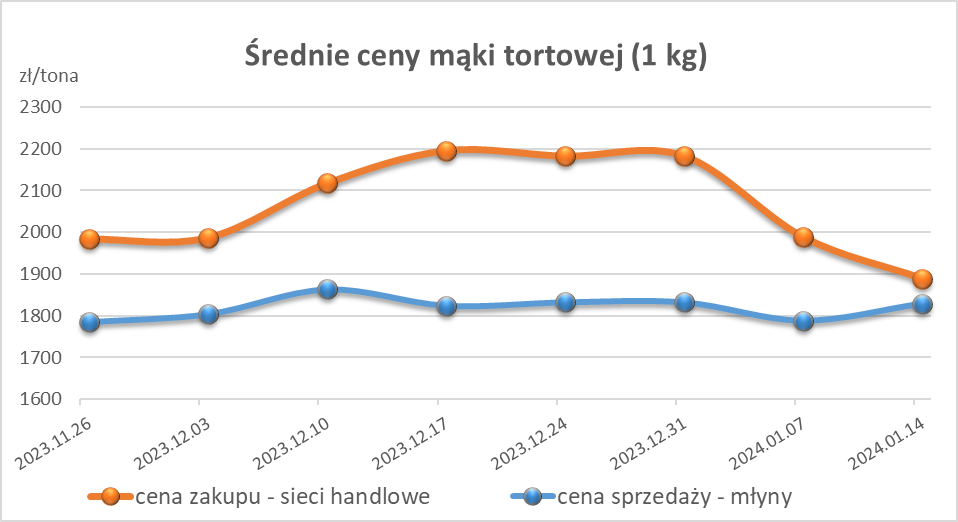 Średnie ceny mąki tortowej (1 kg)
zł/tona
2300
2200
2100
2000
1900
1800
1700
1600
2023.11.26 2023.12.03 2023.12.10 2023.12.17 2023.12.24 2023.12.31 2024.01.07 2024.01.14
cena zakupu - sieci handlowe cena sprzedaży - młyny